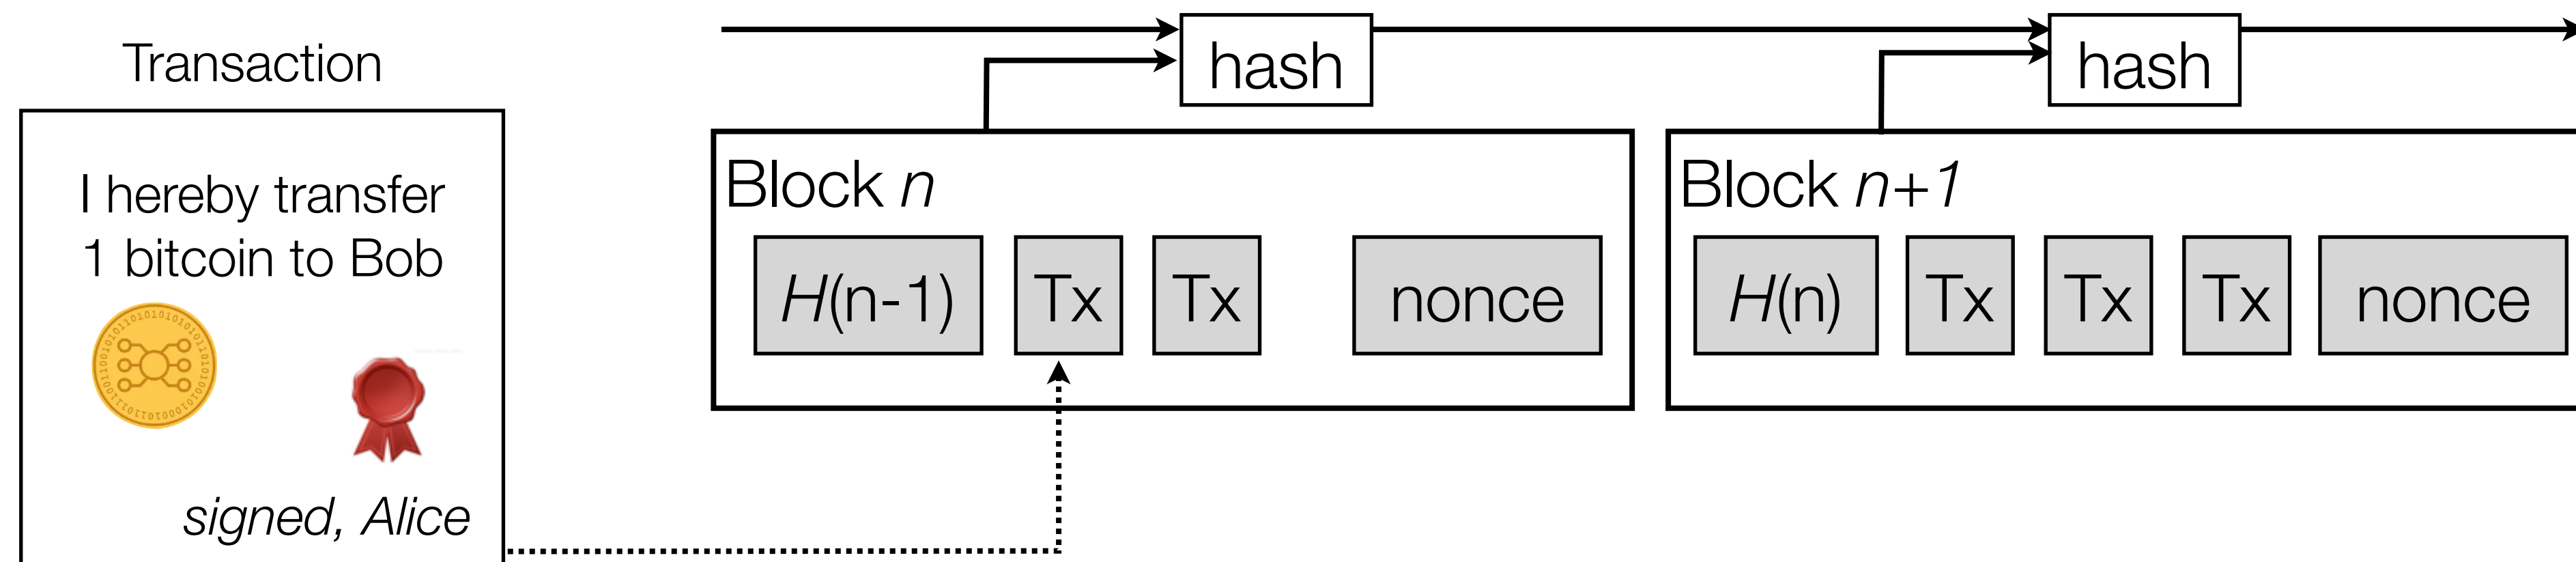 Transaction
I hereby transfer
1 bitcoin to Bob
signed, Alice
hash
hash
Block n
H(n-1) Tx Tx nonce
Block n+1
H(n) Tx Tx Tx nonce